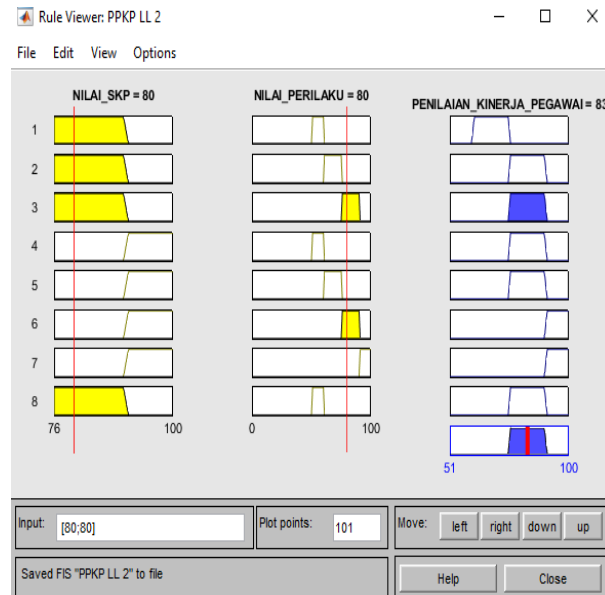 Rule Viewer: PPKP LL 2
File Edit View Options
NILAI_SKP = 80 NILAI_PERILAKU = 80 PENILAIAN_KINERJA_PEGAWAI = 83
1
2
3
4
5
6
7
8
76 100 0 100
51 100
Input: [80;80] Plot points: 101 Move: left right down up
Saved FIS "PPKP LL 2" to file Help Close